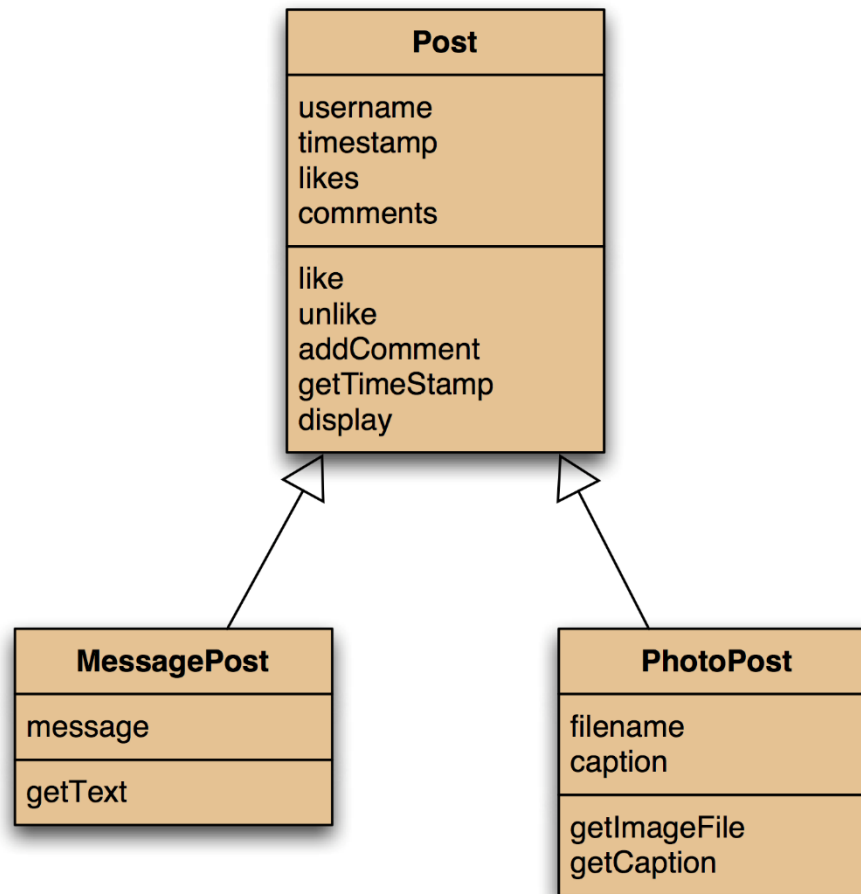 Post
username
timestamp
likes
comments
like
unlike
addComment
getTimeStamp
display
MessagePost
message
getText
PhotoPost
filename
caption
getImageFile
getCaption